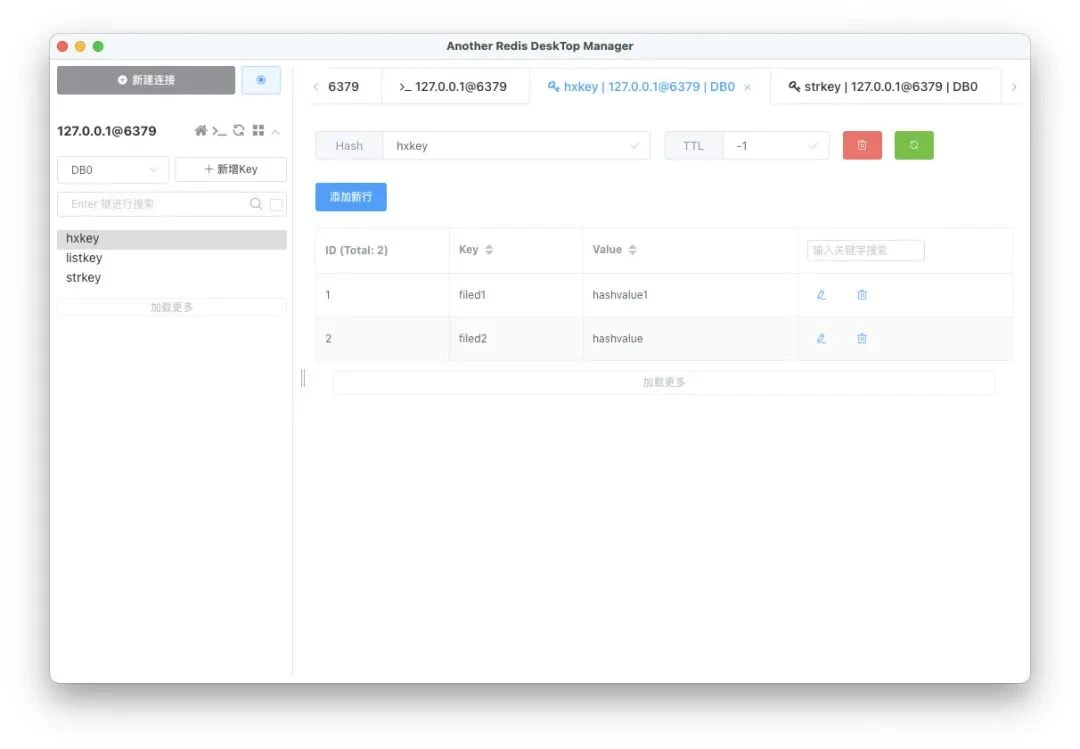 Another Redis DeskTop Manager
新建连接
127.0.0.1@6379
DB0
新增Key
Enter 键进行搜索
hxkey
listkey
strkey
加载更多
6379 >_ 127.0.0.1@6379 hxkey | 127.0.0.1@6379 | DB0 strkey | 127.0.0.1@6379 | DB0
Hash hxkey TTL -1
添加新行
ID (Total: 2) Key Value 输入关键字搜索
1 filed1 hashvalue1
2 filed2 hashvalue
加载更多